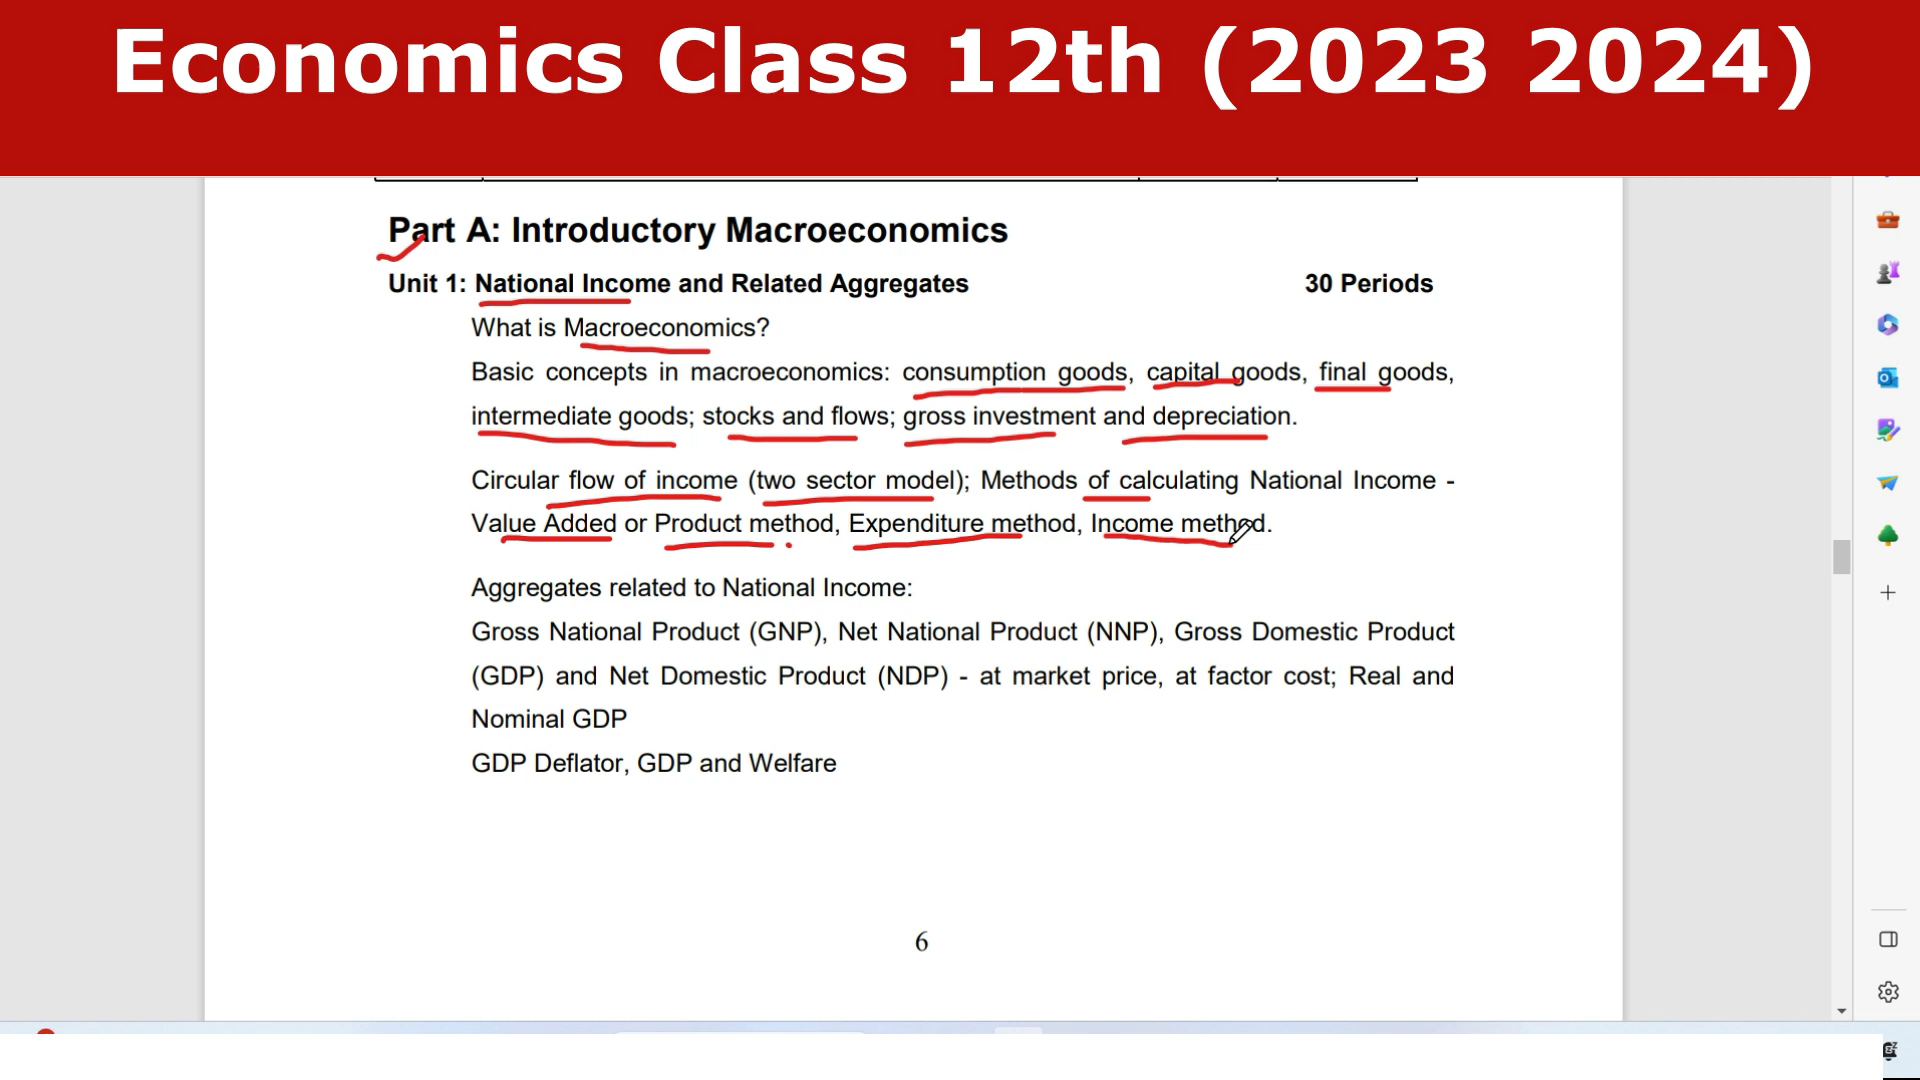 Economics Class 12th (2023 2024)
Part A: Introductory Macroeconomics
Unit 1: National Income and Related Aggregates 30 Periods
What is Macroeconomics?
Basic concepts in macroeconomics: consumption goods, capital goods, final goods,
intermediate goods; stocks and flows; gross investment and depreciation.
Circular flow of income (two sector model); Methods of calculating National Income -
Value Added or Product method, Expenditure method, Income method.
Aggregates related to National Income:
Gross National Product (GNP), Net National Product (NNP), Gross Domestic Product
(GDP) and Net Domestic Product (NDP) - at market price, at factor cost; Real and
Nominal GDP
GDP Deflator, GDP and Welfare
6